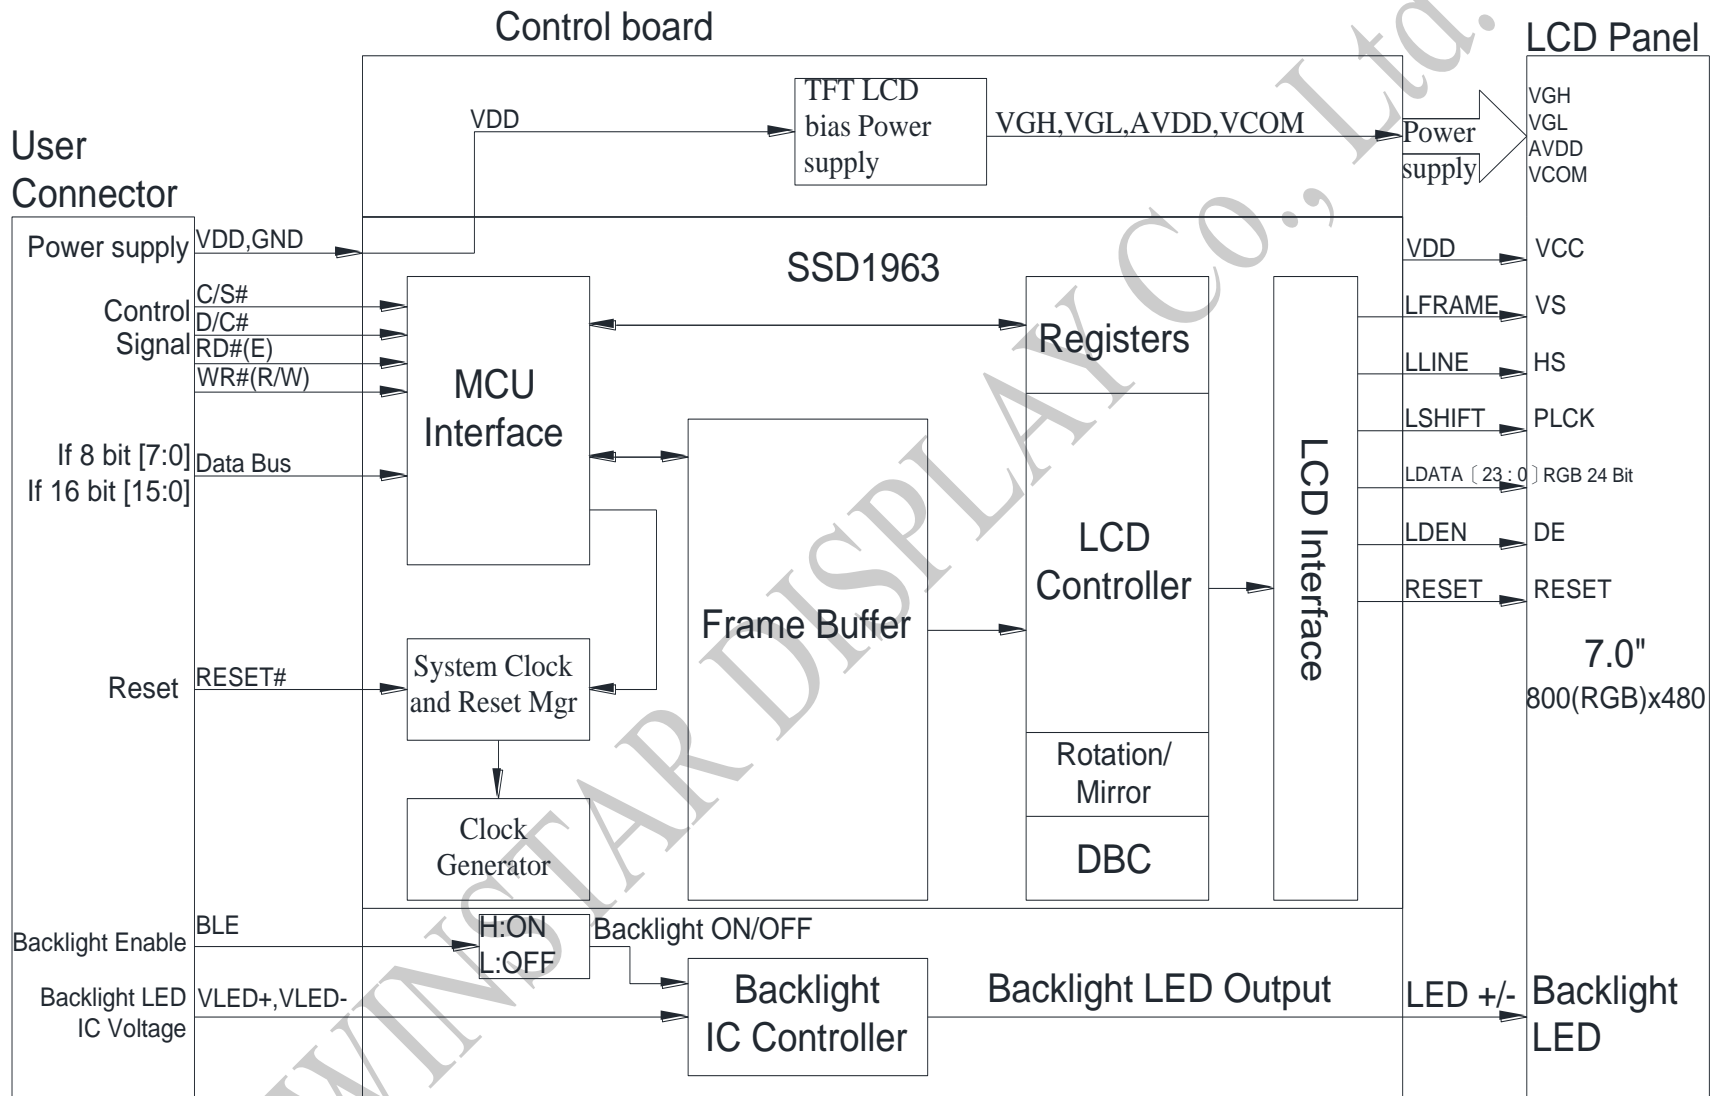 Control board
LCD Panel
TFT LCD
bias Power
supply
VDD
VGH,VGL,AVDD,VCOM
Power
supply
VGH
VGL
AVDD
VCOM
User
Connector
Power supply
VDD,GND
SSD1963
VDD
VCC
Control
Signal
C/S#
D/C#
RD#(E)
WR#(R/W)
MCU
Interface
Registers
LFRAME
VS
LLINE
HS
LSHIFT
PLCK
If 8 bit [7:0]
If 16 bit [15:0]
Data Bus
LCD Interface
LDATA〔23:0〕RGB 24 Bit
LCD
Controller
LDEN
DE
RESET
RESET
Frame Buffer
Reset
RESET#
System Clock
and Reset Mgr
7.0"
800(RGB)x480
Rotation/
Mirror
Clock
Generator
DBC
Backlight Enable
BLE
H:ON
L:OFF
Backlight ON/OFF
Backlight LED
IC Voltage
VLED+,VLED-
Backlight
IC Controller
Backlight LED Output
LED +/-
Backlight
LED
WINSTAR DISPLAY Co., Ltd.